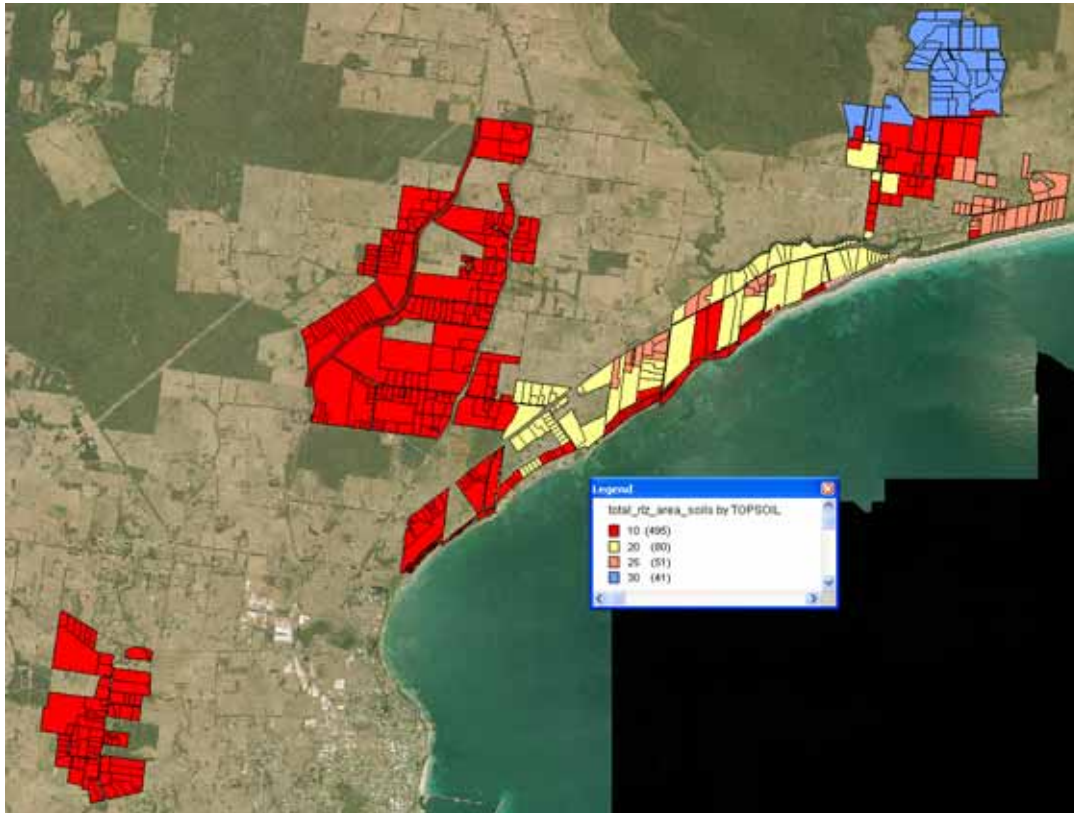 Legend
total_rlz_area_soils by TOPSOIL
10 (495)
20 (80)
25 (51)
30 (41)